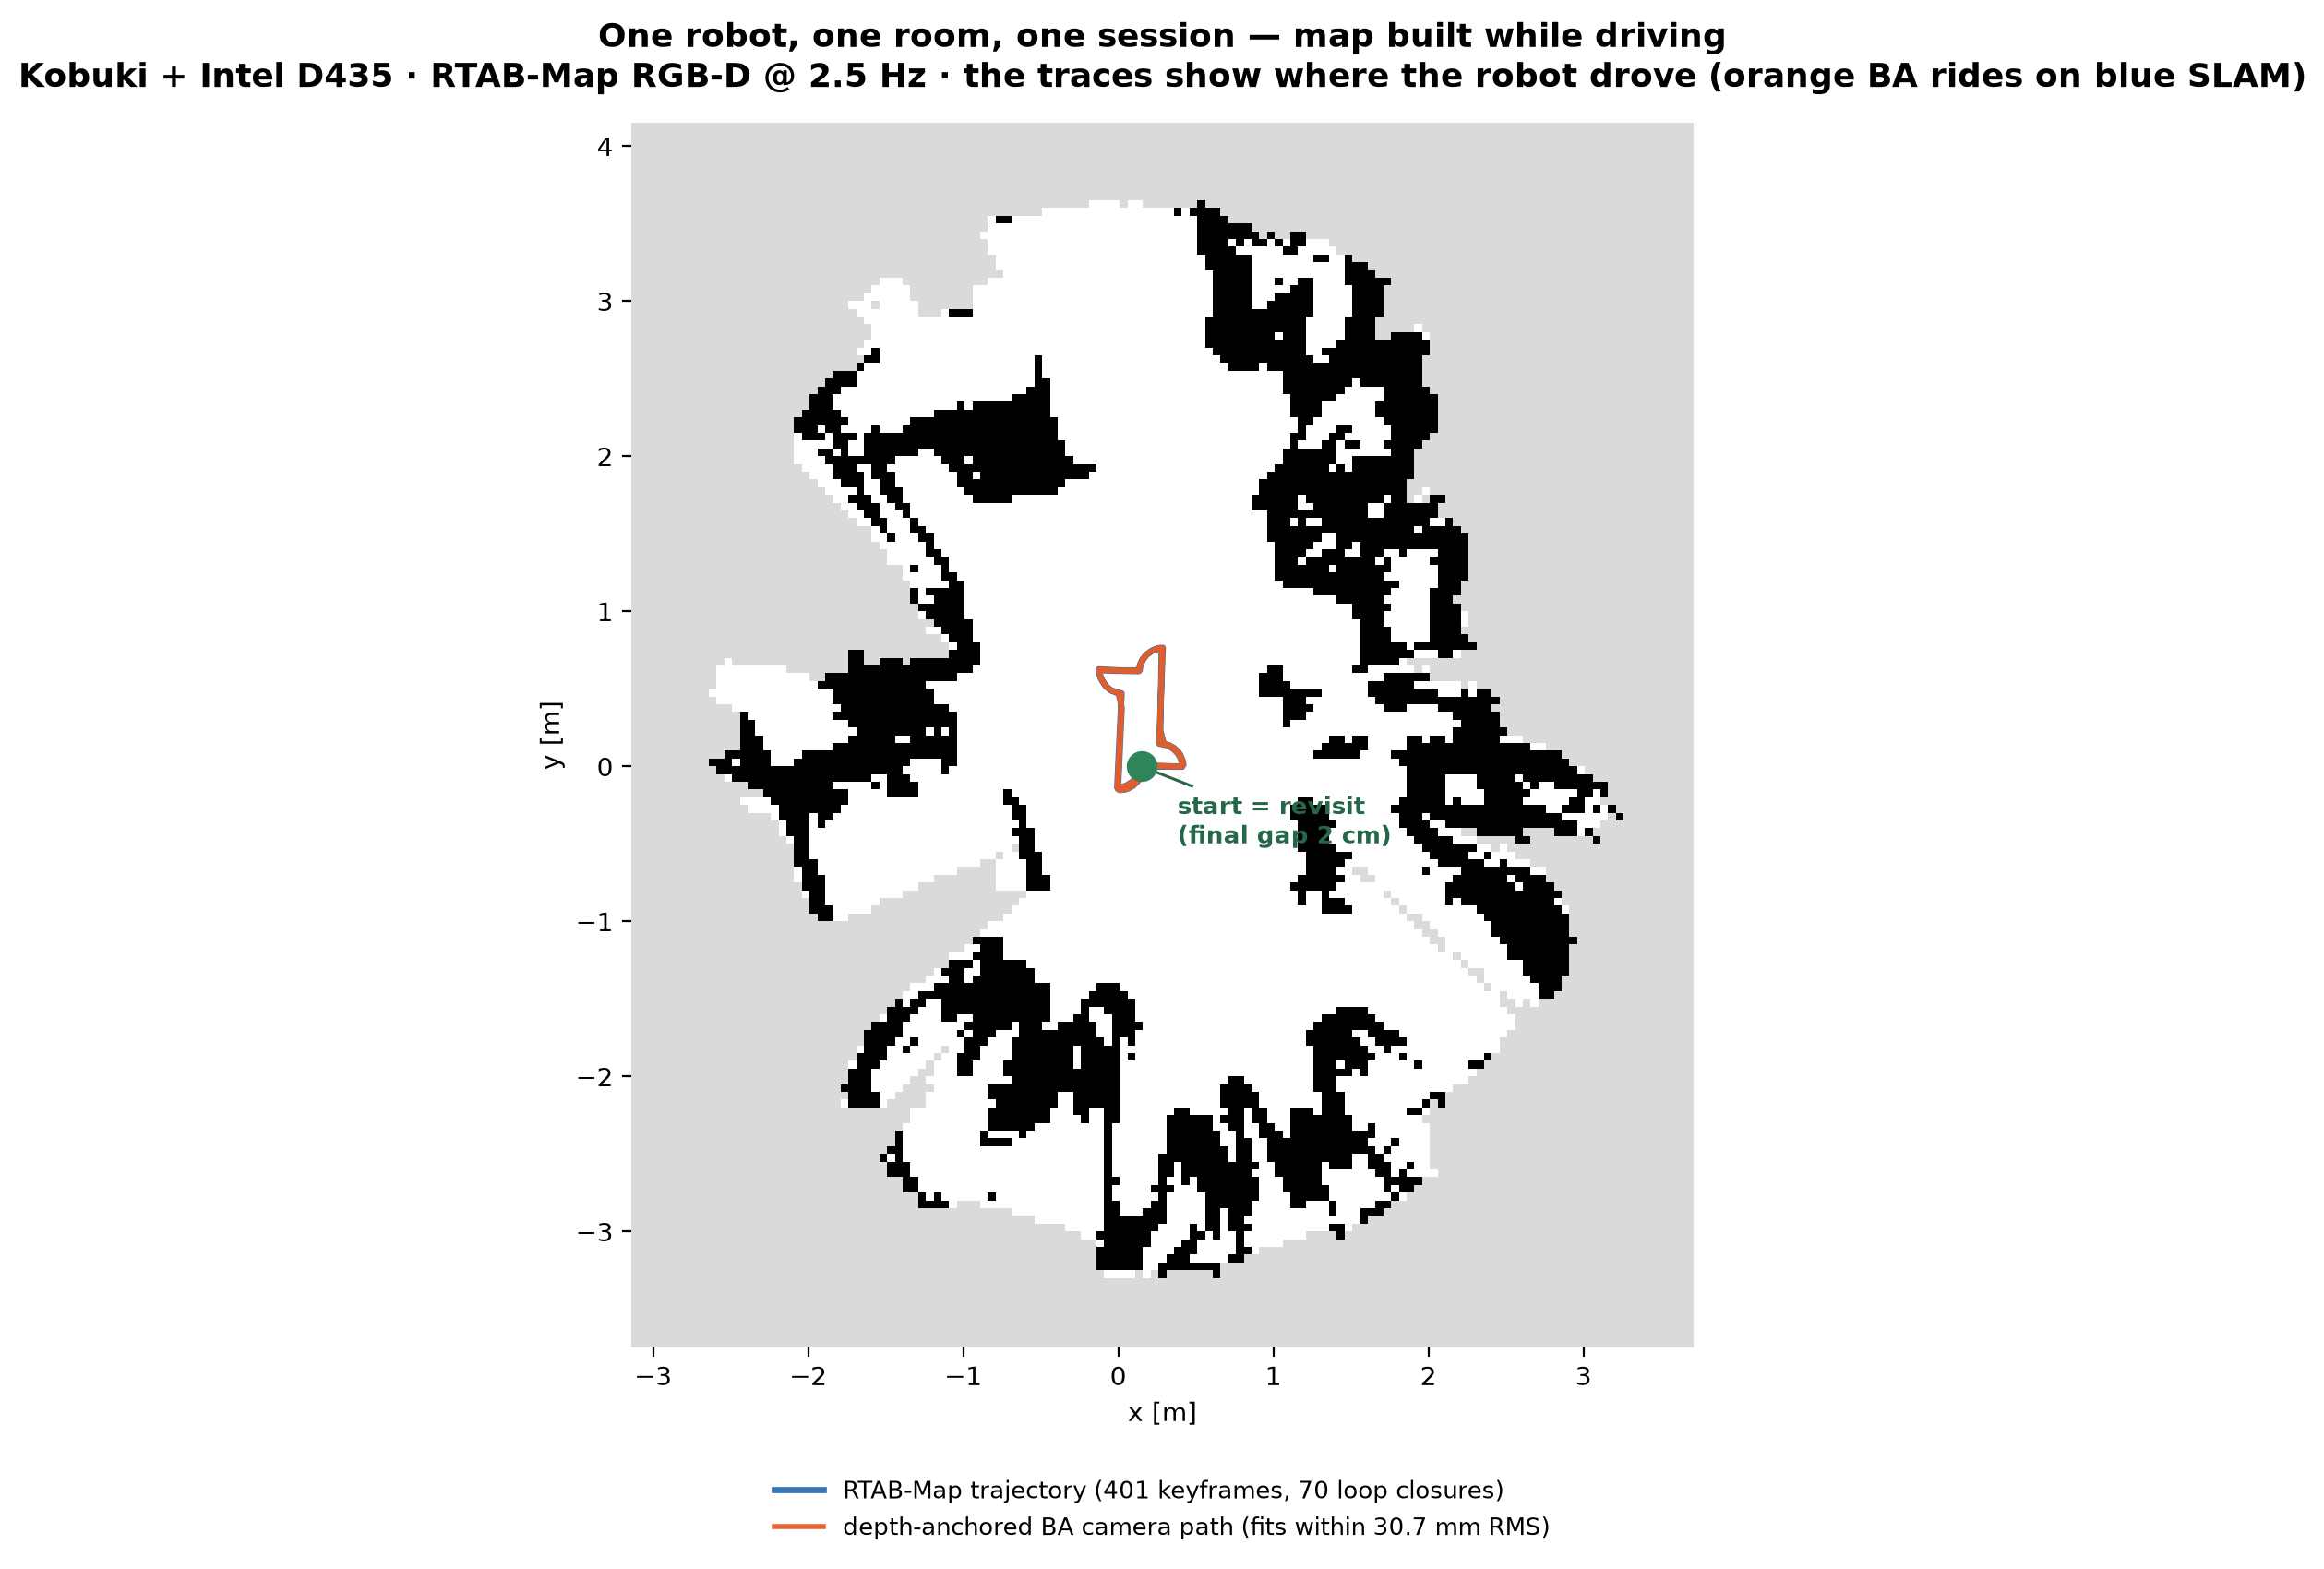 One robot, one room, one session — map built while driving
Kobuki + Intel D435 · RTAB-Map RGB-D @ 2.5 Hz · the traces show where the robot drove (orange BA rides on blue SLAM)
4
3
2
1
0
−1
−2
−3
y [m]
start = revisit
(final gap 2 cm)
−3
−2
−1
0
1
2
3
x [m]
RTAB-Map trajectory (401 keyframes, 70 loop closures)
depth-anchored BA camera path (fits within 30.7 mm RMS)